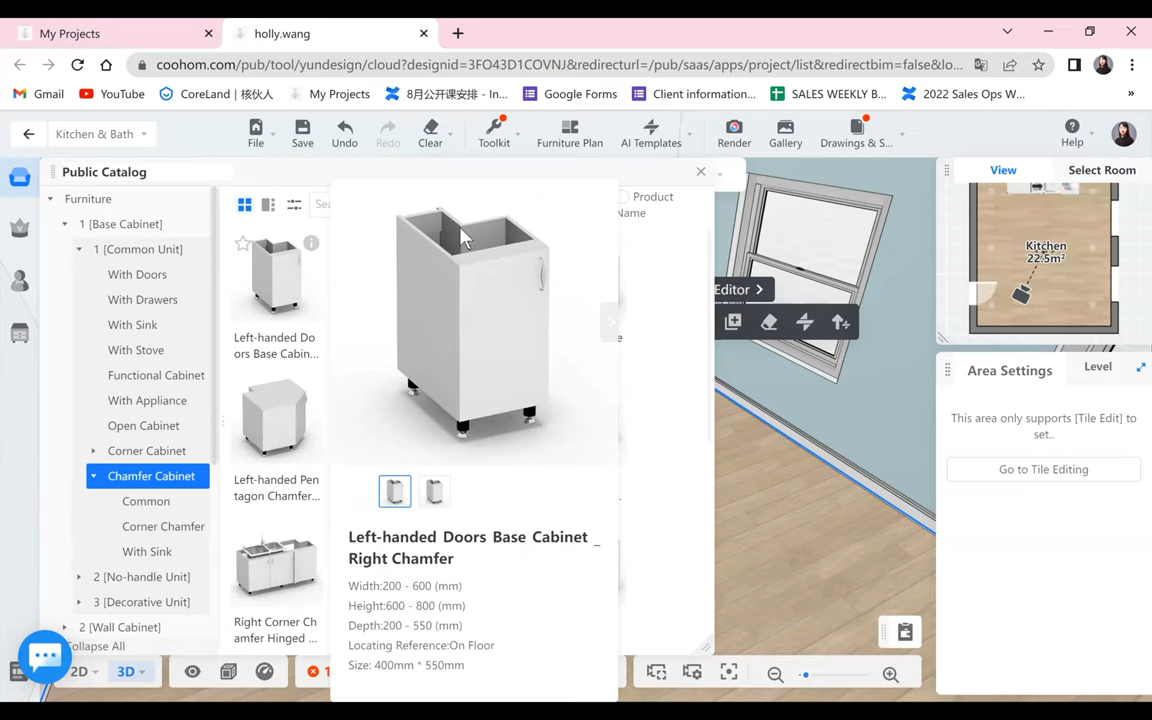 My Projects
holly.wang
coohom.com/pub/tool/yundesign/cloud?designid=3FO43D1COVNJ&redirecturl=/pub/saas/apps/project/list&redirectbim=false&lo...
Gmail
YouTube
CoreLand | 核伙人
My Projects
8月公开课安排 - In...
Google Forms
Client information...
SALES WEEKLY B...
2022 Sales Ops W...
»
Kitchen & Bath
File
Save
Undo
Redo
Clear
Toolkit
Furniture Plan
AI Templates
Render
Gallery
Drawings & S...
Help
Public Catalog
Furniture
1 [Base Cabinet]
1 [Common Unit]
With Doors
With Drawers
With Sink
With Stove
Functional Cabinet
With Appliance
Open Cabinet
Corner Cabinet
Chamfer Cabinet
Common
Corner Chamfer
With Sink
2 [No-handle Unit]
3 [Decorative Unit]
2 [Wall Cabinet]
Collapse All
Sea
Product
Name
Left-handed Do
ors Base Cabin...
Left-handed Pen
tagon Chamfer...
Right Corner Ch
amfer Hinged ...
Left-handed Doors Base Cabinet _
Right Chamfer
Width:200 - 600 (mm)
Height:600 - 800 (mm)
Depth:200 - 550 (mm)
Locating Reference:On Floor
Size: 400mm * 550mm
Editor
View
Select Room
Kitchen
22.5m²
Area Settings
Level
This area only supports [Tile Edit] to
set..
Go to Tile Editing
2D
3D
1